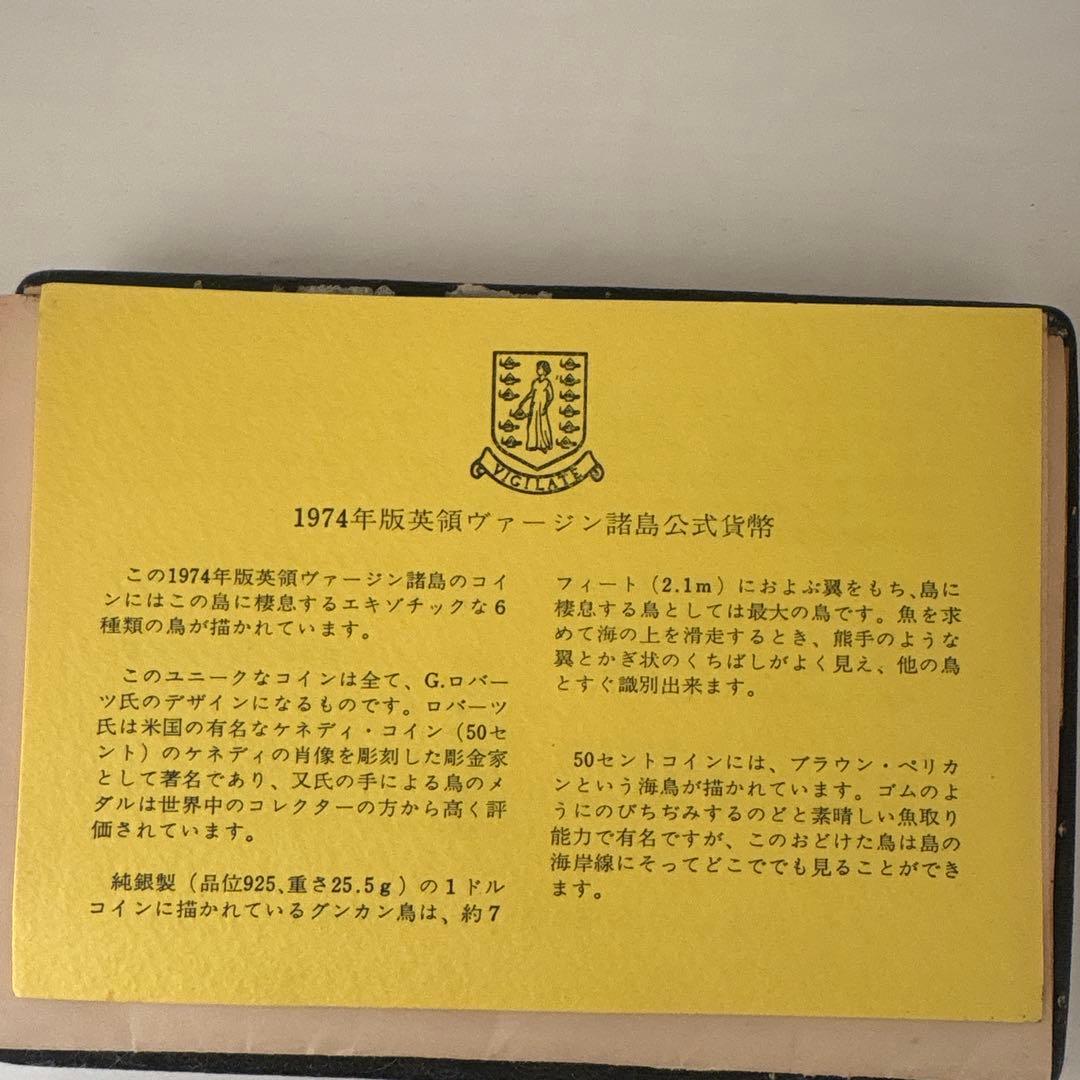 VIGILATE
1974年版英領ヴァージン諸島公式貨幣
この1974年版英領ヴァージン諸島のコイ
ンにはこの島に棲息するエキゾチックな6
種類の鳥が描かれています。
このユニークなコインは全て、G.ロバー
ツ氏のデザインになるものです。ロバーツ
氏は米国の有名なケネディ・コイン（50セ
ント）のケネディの肖像を彫刻した彫金家
として著名であり、又氏の手による鳥のメ
ダルは世界中のコレクターの方から高く評
価されています。
純銀製（品位925、重さ25.5g）の1ドル
コインに描かれているグンカン鳥は、約7
フィート（2.1m）におよぶ翼をもち、島に
棲息する鳥としては最大の鳥です。魚を求
めて海の上を滑走するとき、熊手のような
翼とかぎ状のくちばしがよく見え、他の鳥
とすぐ識別出来ます。
50セントコインには、ブラウン・ペリカ
ンという海鳥が描かれています。ゴムのよ
うにのびちぢみするのどと素晴しい魚取り
能力で有名ですが、このおどけた鳥は島の
海岸線にそってどこででも見ることができ
ます。